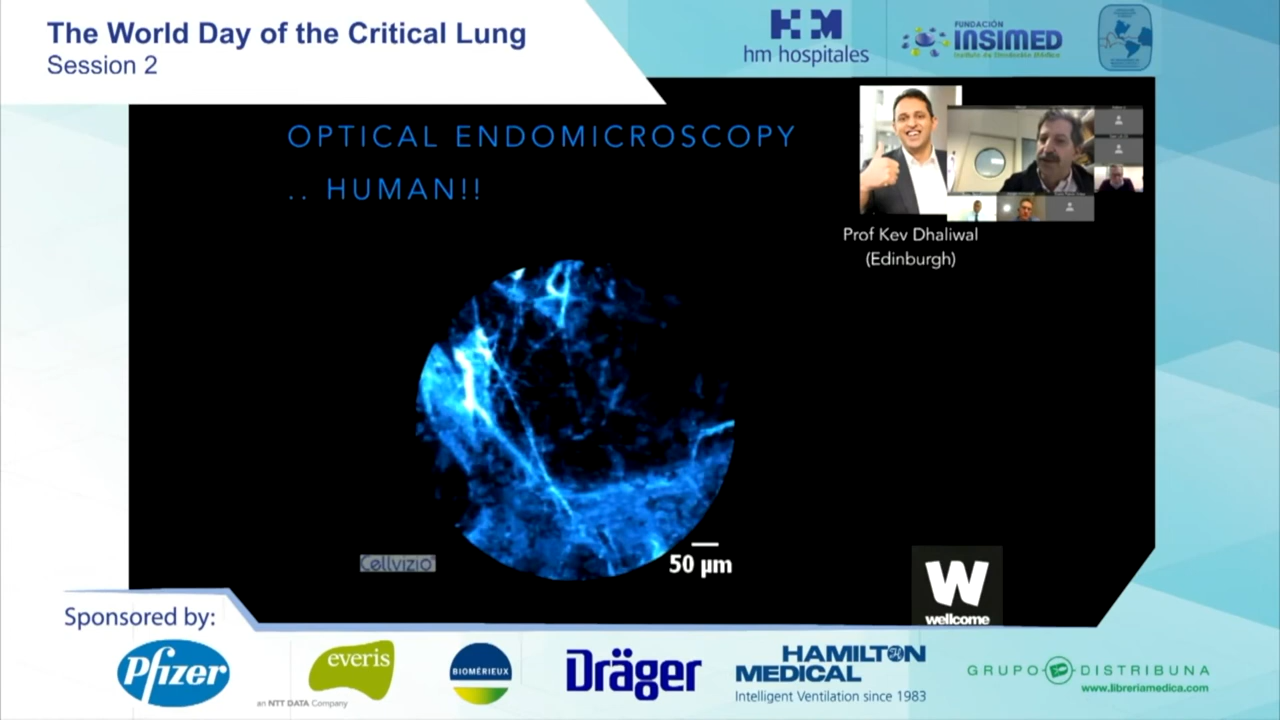 The World Day of the Critical Lung
Session 2
hm hospitales
FUNDACIÓN
INSIMED
OPTICAL ENDOMICROSCOPY
.. HUMAN!!
Prof Kev Dhaliwal
(Edinburgh)
Cellvizio
50 µm
W
wellcome
Sponsored by:
Pfizer
everis
an NTT DATA Company
BIOMÉRIEUX
Dräger
HAMILTON
MEDICAL
Intelligent Ventilation since 1983
GRUPO DISTRIBUNA
www.libreriamedica.com